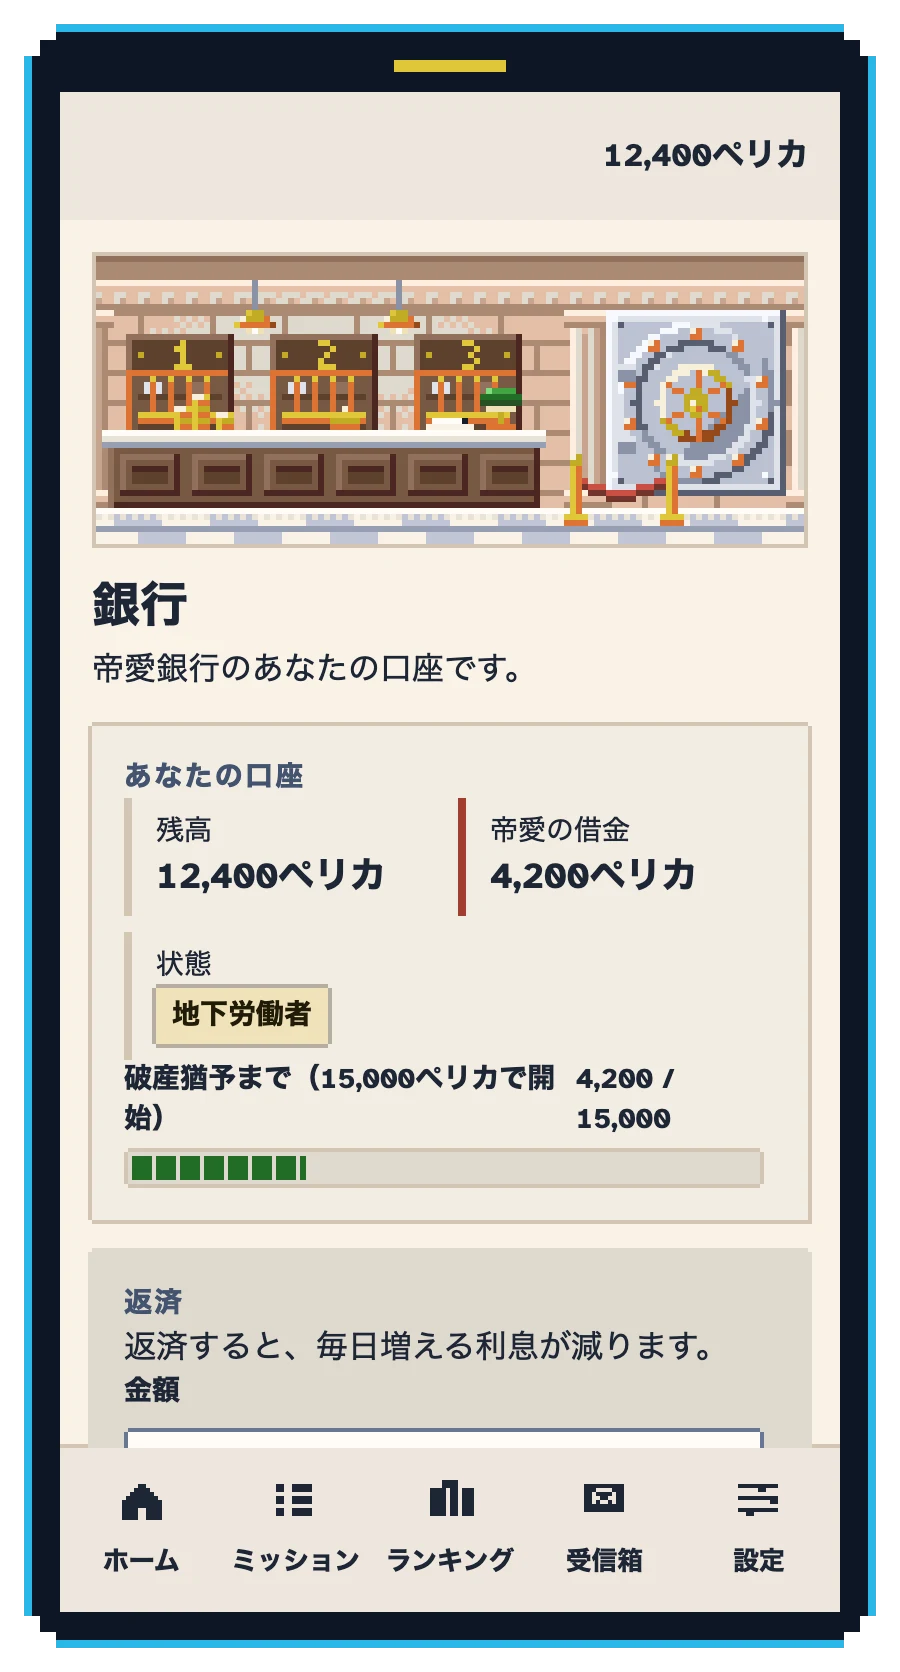 12,400ペリカ
1 2 3
銀行
帝愛銀行のあなたの口座です。
あなたの口座
残高
12,400ペリカ
帝愛の借金
4,200ペリカ
状態
地下労働者
破産猶予まで（15,000ペリカで開
始）
4,200 /
15,000
返済
返済すると、毎日増える利息が減ります。
金額
ホーム ミッション ランキング 受信箱 設定